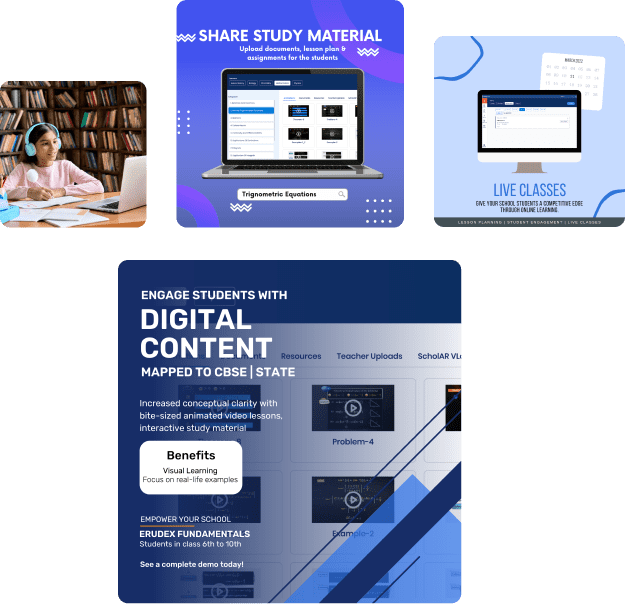 SHARE STUDY MATERIAL
Upload documents, lesson plan &
assignments for the students
Trignometric Equations
LIVE CLASSES
GIVE YOUR SCHOOL STUDENTS A COMPETITIVE EDGE
THROUGH ONLINE LEARNING
LESSON PLANNING | STUDENT ENGAGEMENT | LIVE CLASSES
ENGAGE STUDENTS WITH
DIGITAL
CONTENT
MAPPED TO CBSE | STATE
Resources
Teacher Uploads
ScholAR VL
Increased conceptual clarity with
bite-sized animated video lessons,
interactive study material
Problem-4
Benefits
Visual Learning
Focus on real-life examples
EMPOWER YOUR SCHOOL
ERUDEX FUNDAMENTALS
Students in class 6th to 10th
Example-2
See a complete demo today!